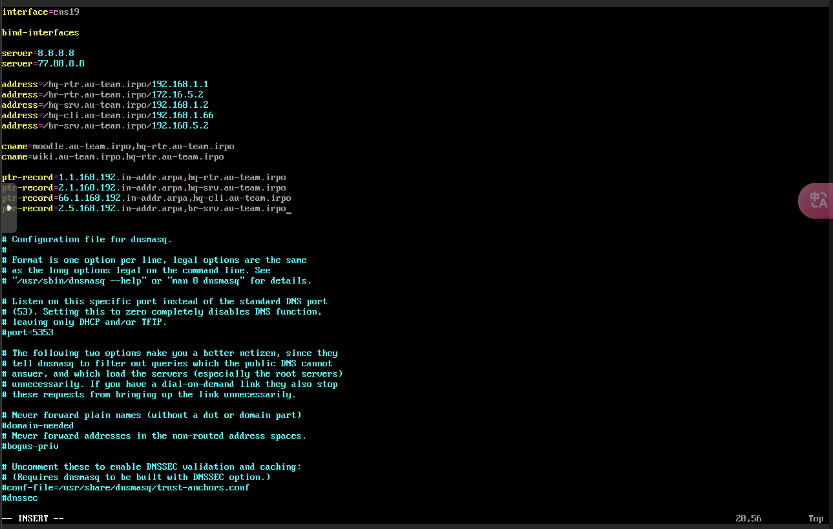 interface=ens19
bind-interfaces
server=8.8.8.8
server=77.88.8.8
address=/hq-rtr.au-team.irpo/192.168.1.1
address=/br-rtr.au-team.irpo/172.16.5.2
address=/hq-srv.au-team.irpo/192.168.1.2
address=/hq-cli.au-team.irpo/192.168.1.66
address=/br-srv.au-team.irpo/192.168.5.2
cname=moodle.au-team.irpo,hq-rtr.au-team.irpo
cname=wiki.au-team.irpo,hq-rtr.au-team.irpo
ptr-record=1.1.168.192.in-addr.arpa,hq-rtr.au-team.irpo
ptr-record=2.1.168.192.in-addr.arpa,hq-srv.au-team.irpo
ptr-record=66.1.168.192.in-addr.arpa,hq-cli.au-team.irpo
ptr-record=2.5.168.192.in-addr.arpa,br-srv.au-team.irpo_
# Configuration file for dnsmasq.
#
# Format is one option per line, legal options are the same
# as the long options legal on the command line. See
# "/usr/sbin/dnsmasq --help" or "man 8 dnsmasq" for details.
# Listen on this specific port instead of the standard DNS port
# (53). Setting this to zero completely disables DNS function,
# leaving only DHCP and/or TFTP.
#port=5353
# The following two options make you a better netizen, since they
# tell dnsmasq to filter out queries which the public DNS cannot
# answer, and which load the servers (especially the root servers)
# unnecessarily. If you have a dial-on-demand link they also stop
# these requests from bringing up the link unnecessarily.
# Never forward plain names (without a dot or domain part)
#domain-needed
# Never forward addresses in the non-routed address spaces.
#bogus-priv
# Uncomment these to enable DNSSEC validation and caching:
# (Requires dnsmasq to be built with DNSSEC option.)
#conf-file=/usr/share/dnsmasq/trust-anchors.conf
#dnssec
-- INSERT -- 20,56 Top
中A